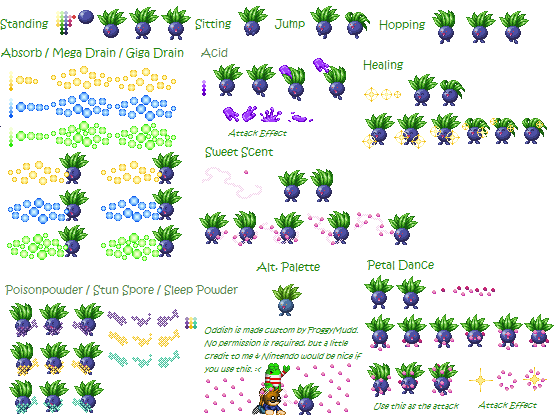 Standing
Sitting
Jump
Hopping
Absorb / Mega Drain / Giga Drain
Acid
Healing
Attack Effect
Sweet Scent
Alt. Palette
Petal Dance
Poisonpowder / Stun Spore / Sleep Powder
Oddish is made custom by FroggyMudd.
No permission is required, but a little
credit to me & Nintendo would be nice if
you use this. :<
Use this as the attack
Attack Effect